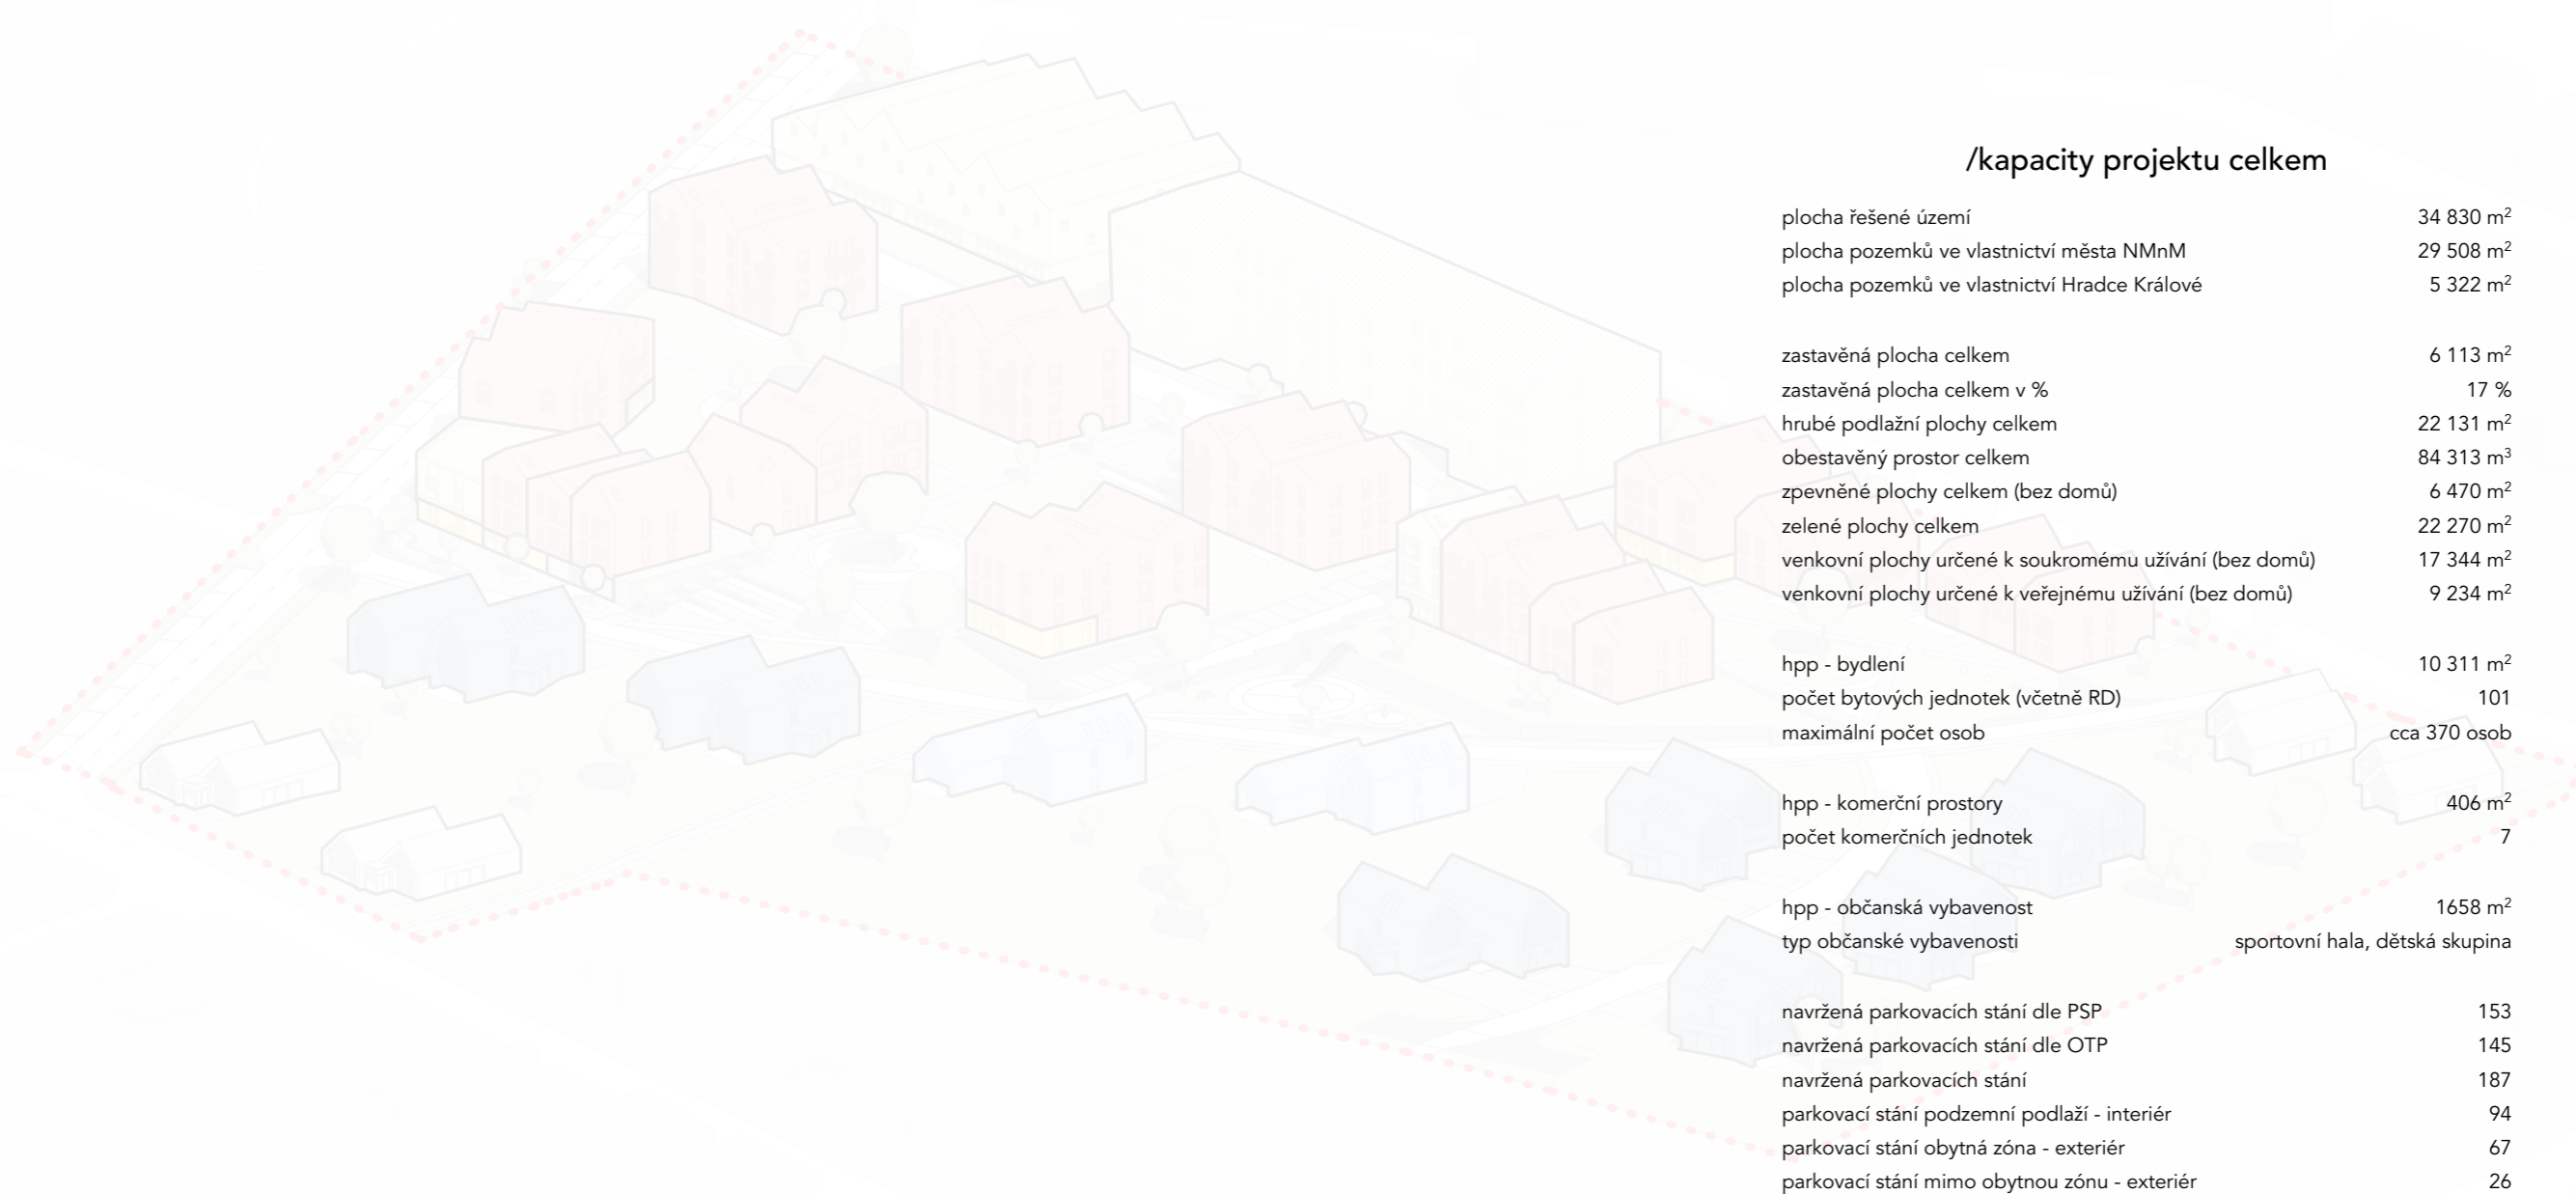 /kapacity projektu celkem
plocha řešené území 34 830 m²
plocha pozemků ve vlastnictví města NMnM 29 508 m²
plocha pozemků ve vlastnictví Hradce Králové 5 322 m²
zastavěná plocha celkem 6 113 m²
zastavěná plocha celkem v % 17 %
hrubé podlažní plochy celkem 22 131 m²
obestavěný prostor celkem 84 313 m³
zpevněné plochy celkem (bez domů) 6 470 m²
zelené plochy celkem 22 270 m²
venkovní plochy určené k soukromému užívání (bez domů) 17 344 m²
venkovní plochy určené k veřejnému užívání (bez domů) 9 234 m²
hpp - bydlení 10 311 m²
počet bytových jednotek (včetně RD) 101
maximální počet osob cca 370 osob
hpp - komerční prostory 406 m²
počet komerčních jednotek 7
hpp - občanská vybavenost 1658 m²
typ občanské vybavenosti sportovní hala, dětská skupina
navržená parkovacích stání dle PSP 153
navržená parkovacích stání dle OTP 145
navržená parkovacích stání 187
parkovací stání podzemní podlaží - interiér 94
parkovací stání obytná zóna - exteriér 67
parkovací stání mimo obytnou zónu - exteriér 26